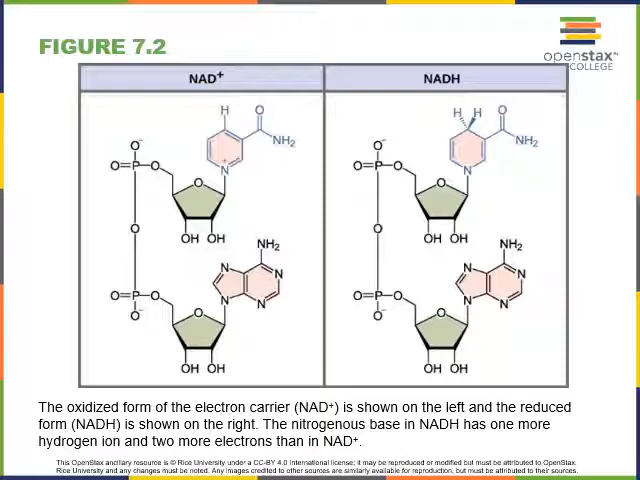 FIGURE 7.2
openstax™
COLLEGE
NAD+
NADH
H
O
NH2
O-
O=P
O
N+
O
OH OH
O
NH2
N
N
N
N
O=P
O
O-
O
OH OH
H H
O
NH2
O-
O=P
O
N
O
OH OH
O
NH2
N
N
N
N
O=P
O
O-
O
OH OH
The oxidized form of the electron carrier (NAD+) is shown on the left and the reduced
form (NADH) is shown on the right. The nitrogenous base in NADH has one more
hydrogen ion and two more electrons than in NAD+.
This OpenStax ancillary resource is © Rice University under a CC-BY 4.0 International license; it may be reproduced or modified but must be attributed to OpenStax,
Rice University and any changes must be noted. Any images credited to other sources are similarly available for reproduction, but must be attributed to their sources.